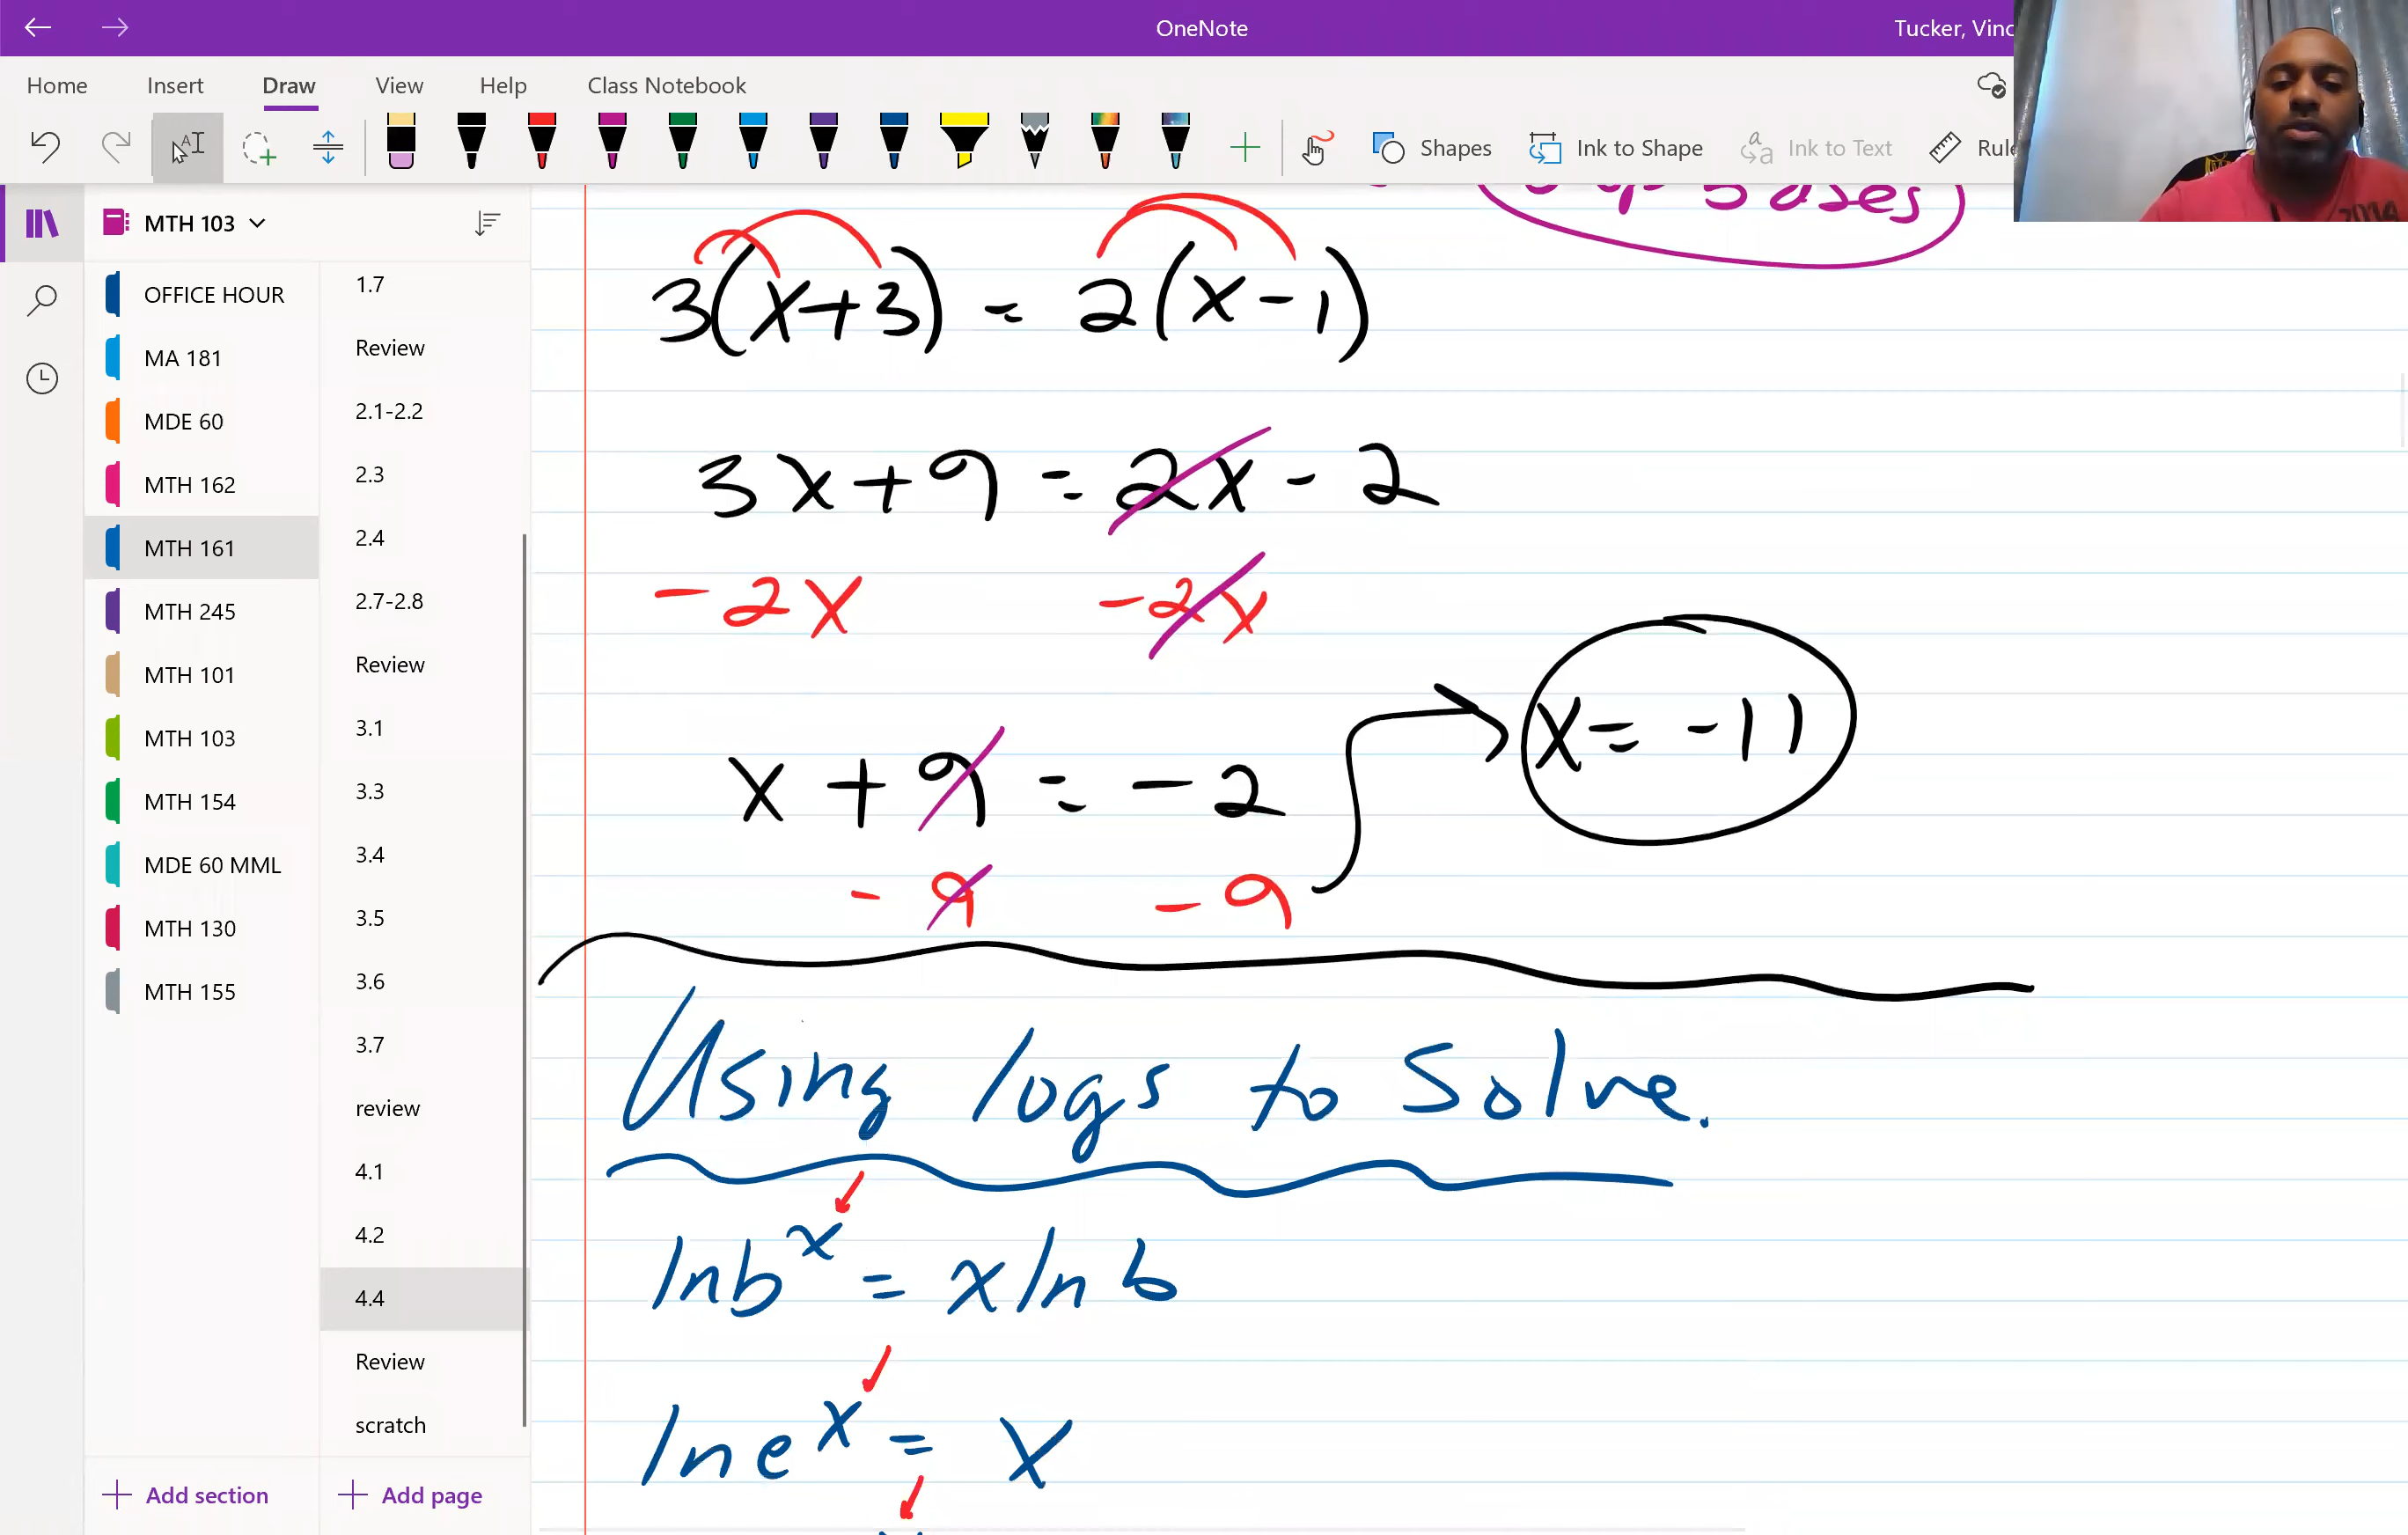 OneNote
Tucker, Vinc
Home Insert Draw View Help Class Notebook
Shapes Ink to Shape Ink to Text Rule
MTH 103
OFFICE HOUR
MA 181
MDE 60
MTH 162
MTH 161
MTH 245
MTH 101
MTH 103
MTH 154
MDE 60 MML
MTH 130
MTH 155
Add section
1.7
Review
2.1-2.2
2.3
2.4
2.7-2.8
Review
3.1
3.3
3.4
3.5
3.6
3.7
review
4.1
4.2
4.4
Review
scratch
Add page
3(x+3) = 2(x-1)
3x+9 = 2x - 2
-2x -2x
x + 9 = -2
-9 -9
x = -11
Using logs to Solve.
ln b^x = x ln b
ln e^x = x
2014